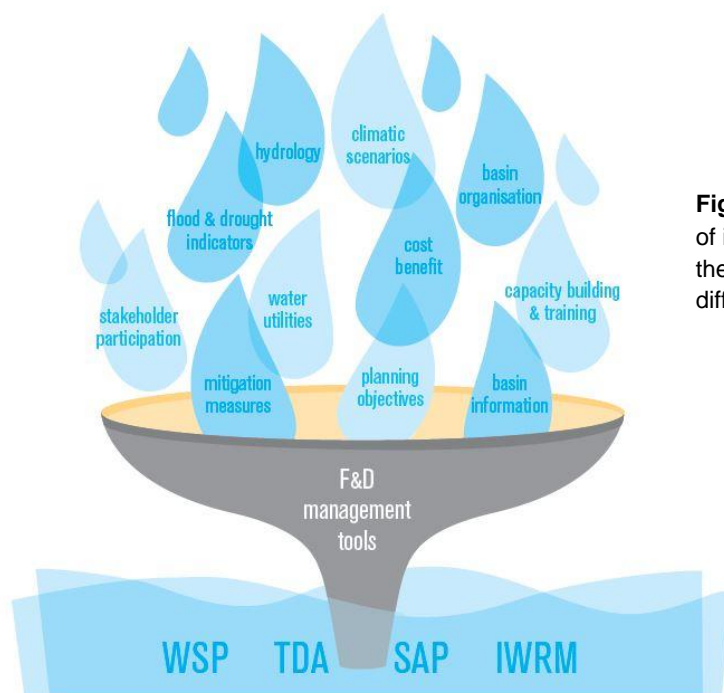 hydrology
climatic
scenarios
basin
organisation
flood & drought
indicators
cost
benefit
stakeholder
participation
water
utilities
capacity building
& training
mitigation
measures
planning
objectives
basin
information
F&D
management
tools
WSP TDA SAP IWRM
Fig
of i
the
diff